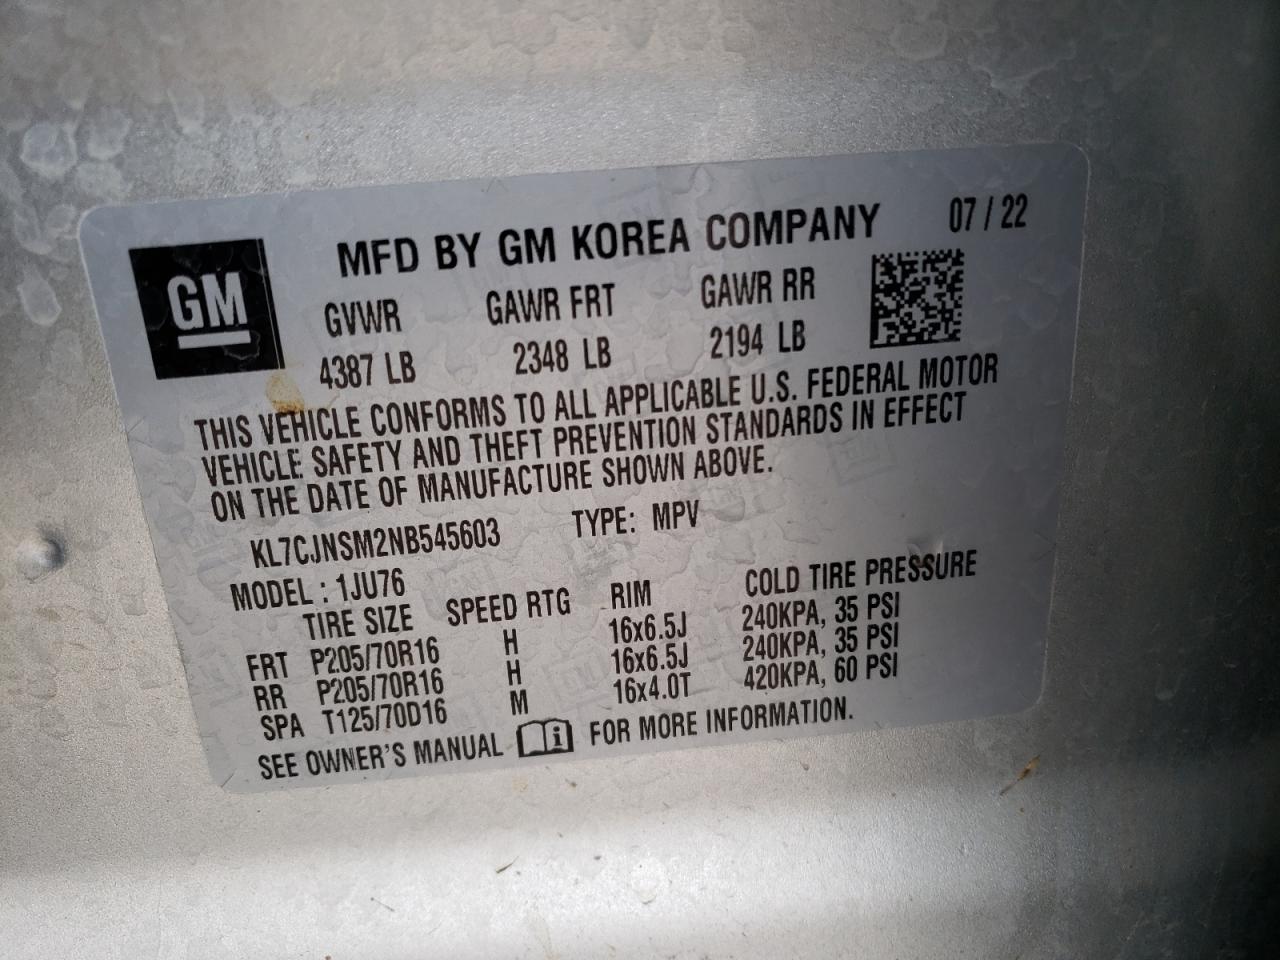 MFD BY GM KOREA COMPANY 07 / 22
GM
GVWR GAWR FRT GAWR RR
4387 LB 2348 LB 2194 LB
THIS VEHICLE CONFORMS TO ALL APPLICABLE U.S. FEDERAL MOTOR
VEHICLE SAFETY AND THEFT PREVENTION STANDARDS IN EFFECT
ON THE DATE OF MANUFACTURE SHOWN ABOVE.
KL7CJNSM2NB545603 TYPE: MPV
MODEL : 1JU76
TIRE SIZE SPEED RTG RIM COLD TIRE PRESSURE
FRT P205/70R16 H 16x6.5J 240KPA, 35 PSI
RR P205/70R16 H 16x6.5J 240KPA, 35 PSI
SPA T125/70D16 M 16x4.0T 420KPA, 60 PSI
SEE OWNER'S MANUAL i FOR MORE INFORMATION.